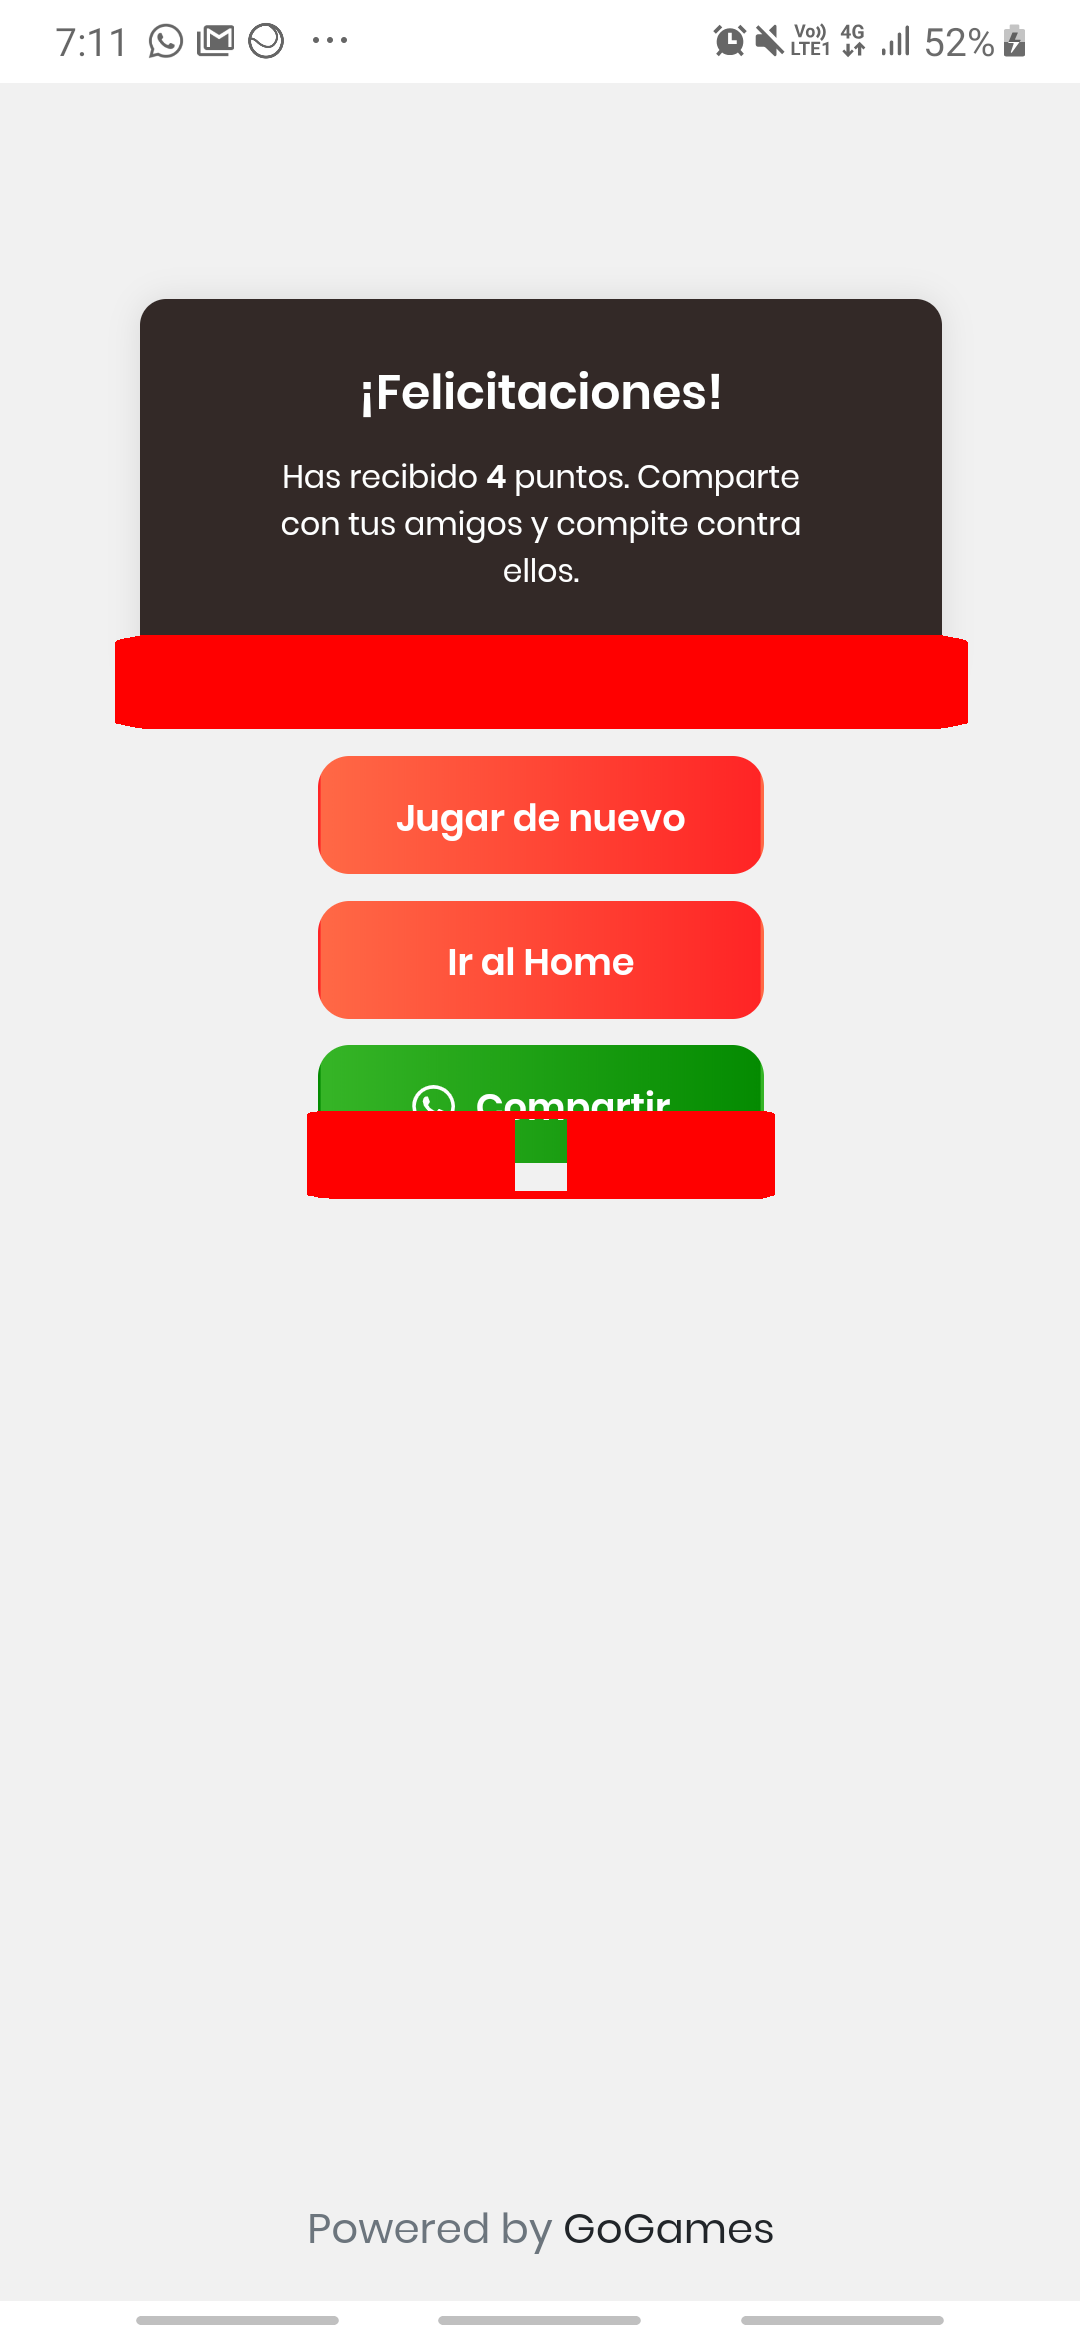 7:11
Vo)) LTE1 4G 52%
¡Felicitaciones!
Has recibido 4 puntos. Comparte
con tus amigos y compite contra
ellos.
Jugar de nuevo
Ir al Home
Compartir
Powered by GoGames